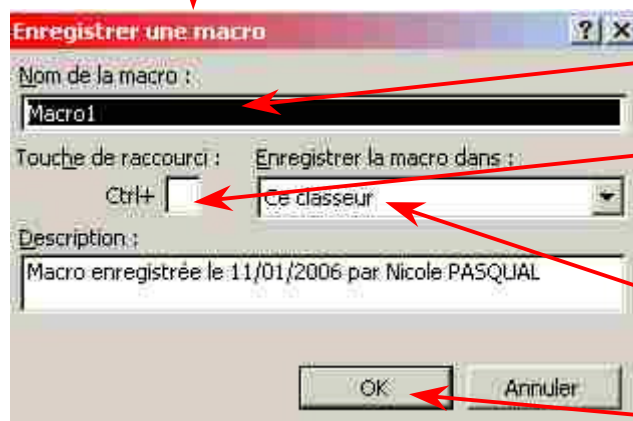 Enregistrer une macro
Nom de la macro :
Macro1
Touche de raccourci : Enregistrer la macro dans :
Ctrl+ Ce classeur
Description :
Macro enregistrée le 11/01/2006 par Nicole PASQUAL
OK Annuler